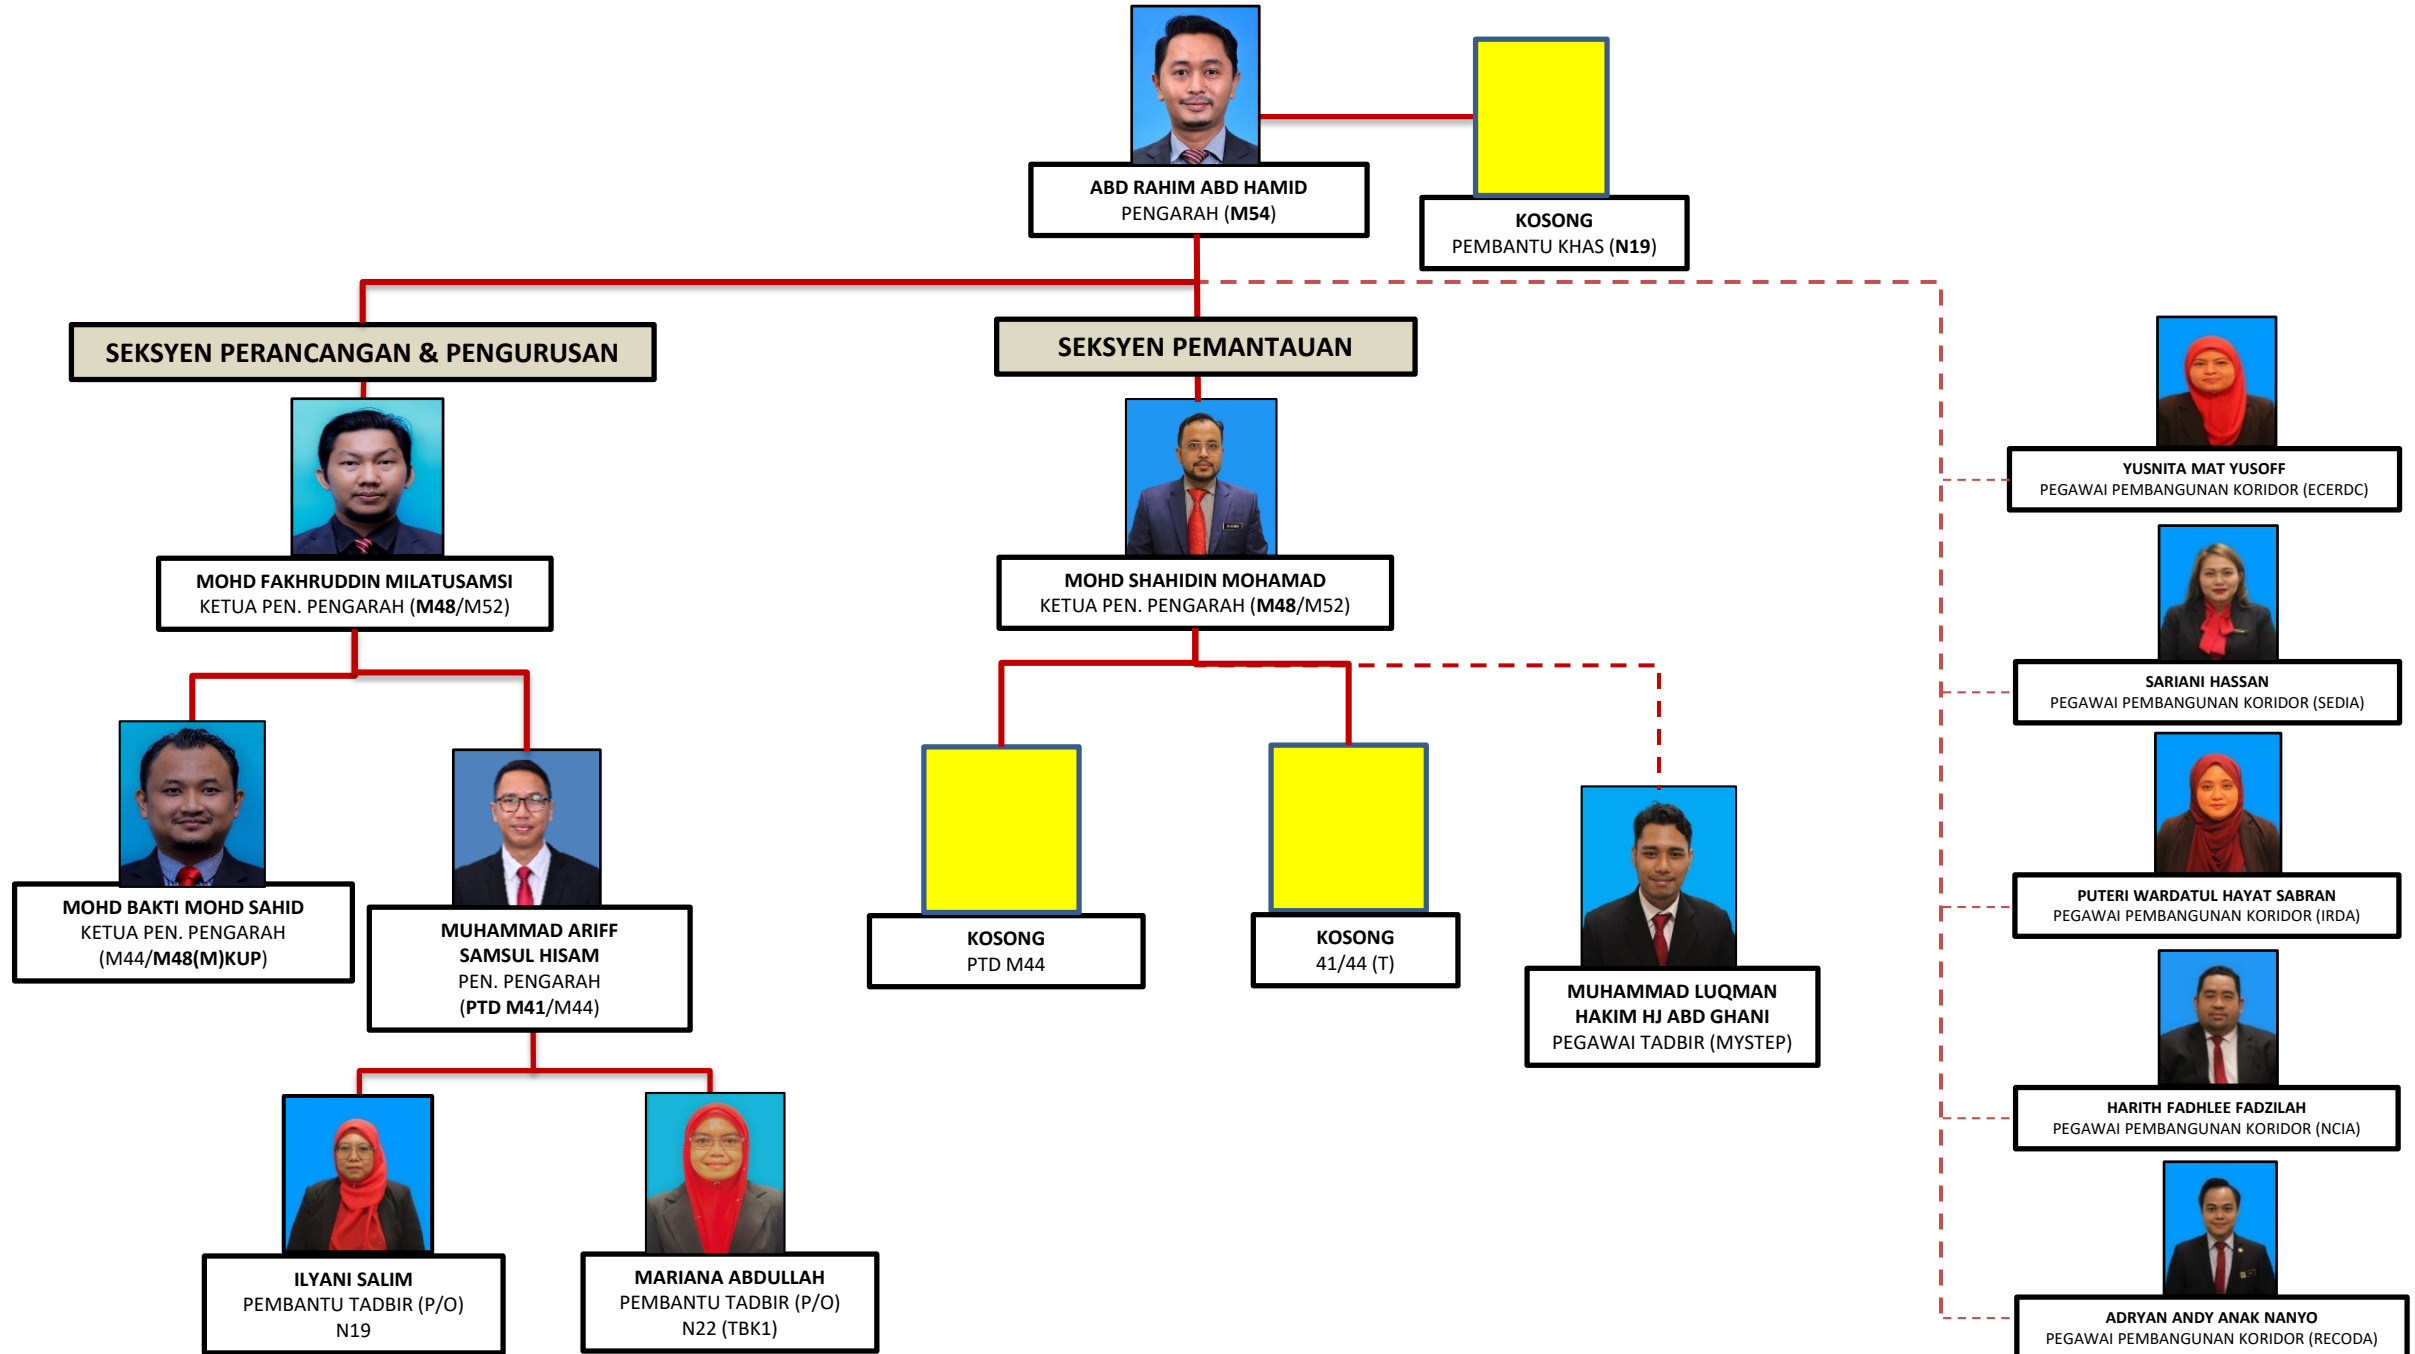 ABD RAHIM ABD HAMID
PENGARAH (M54)
KOSONG
PEMBANTU KHAS (N19)
SEKSYEN PERANCANGAN & PENGURUSAN
SEKSYEN PEMANTAUAN
MOHD FAKHRUDDIN MILATUSAMSI
KETUA PEN. PENGARAH (M48/M52)
MOHD SHAHIDIN MOHAMAD
KETUA PEN. PENGARAH (M48/M52)
MOHD BAKTI MOHD SAHID
KETUA PEN. PENGARAH
(M44/M48(M)KUP)
MUHAMMAD ARIFF
SAMSUL HISAM
PEN. PENGARAH
(PTD M41/M44)
KOSONG
PTD M44
KOSONG
41/44 (T)
MUHAMMAD LUQMAN
HAKIM HJ ABD GHANI
PEGAWAI TADBIR (MYSTEP)
ILYANI SALIM
PEMBANTU TADBIR (P/O)
N19
MARIANA ABDULLAH
PEMBANTU TADBIR (P/O)
N22 (TBK1)
YUSNITA MAT YUSOFF
PEGAWAI PEMBANGUNAN KORIDOR (ECERDC)
SARIANI HASSAN
PEGAWAI PEMBANGUNAN KORIDOR (SEDIA)
PUTERI WARDATUL HAYAT SABRAN
PEGAWAI PEMBANGUNAN KORIDOR (IRDA)
HARITH FADHLEE FADZILAH
PEGAWAI PEMBANGUNAN KORIDOR (NCIA)
ADRYAN ANDY ANAK NANYO
PEGAWAI PEMBANGUNAN KORIDOR (RECODA)